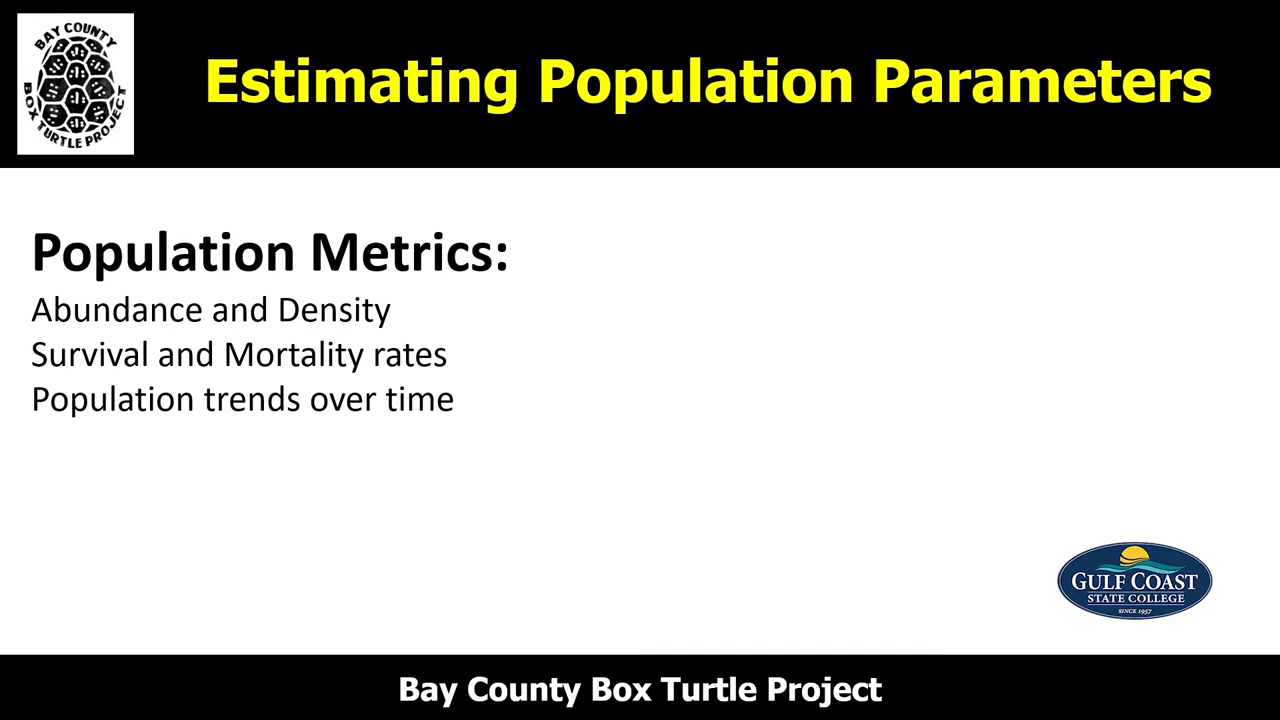 BAY COUNTY
BOX TURTLE PROJECT
Estimating Population Parameters
Population Metrics:
Abundance and Density
Survival and Mortality rates
Population trends over time
GULF COAST
STATE COLLEGE
SINCE 1957
Bay County Box Turtle Project